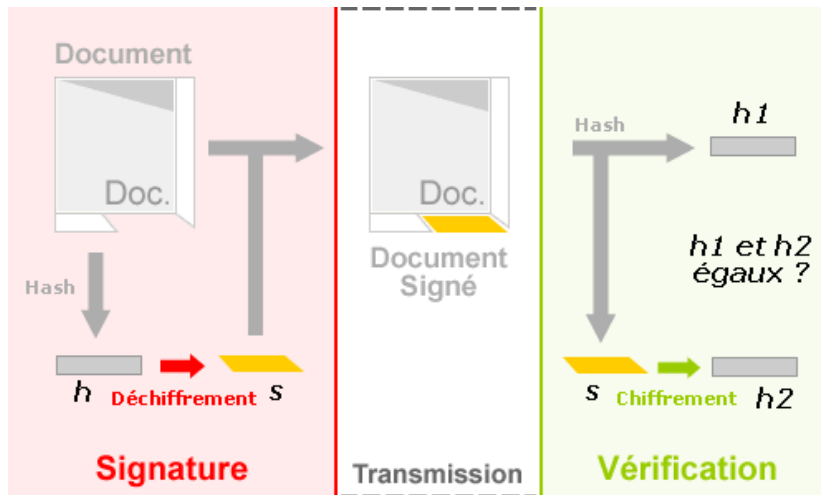 Document
Doc.
Hash
h
Déchiffrement
s
Signature
Doc.
Document
Signé
Transmission
Hash
h1
h1 et h2
égaux ?
s
Chiffrement
h2
Vérification